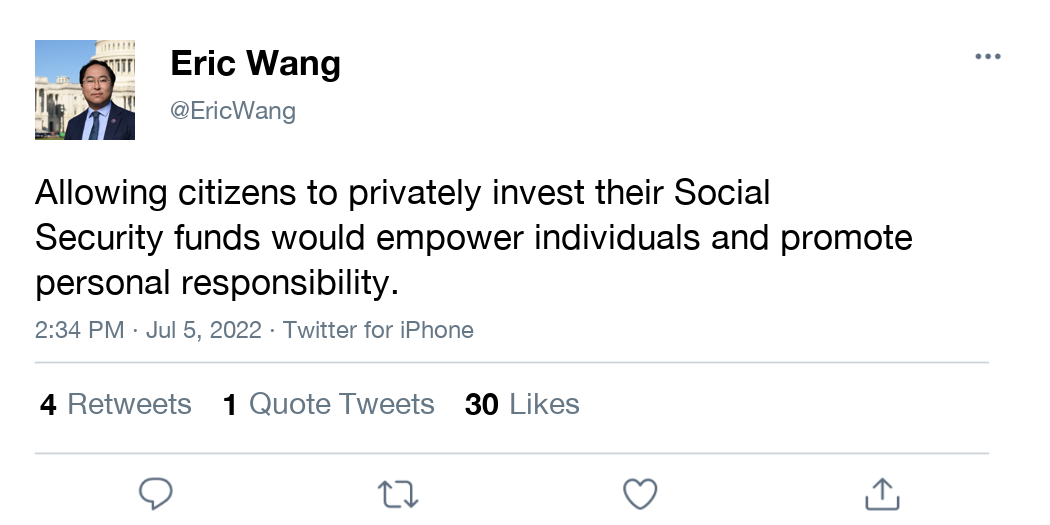 Eric Wang
@EricWang
Allowing citizens to privately invest their Social
Security funds would empower individuals and promote
personal responsibility.
2:34 PM · Jul 5, 2022 · Twitter for iPhone
4 Retweets 1 Quote Tweets 30 Likes